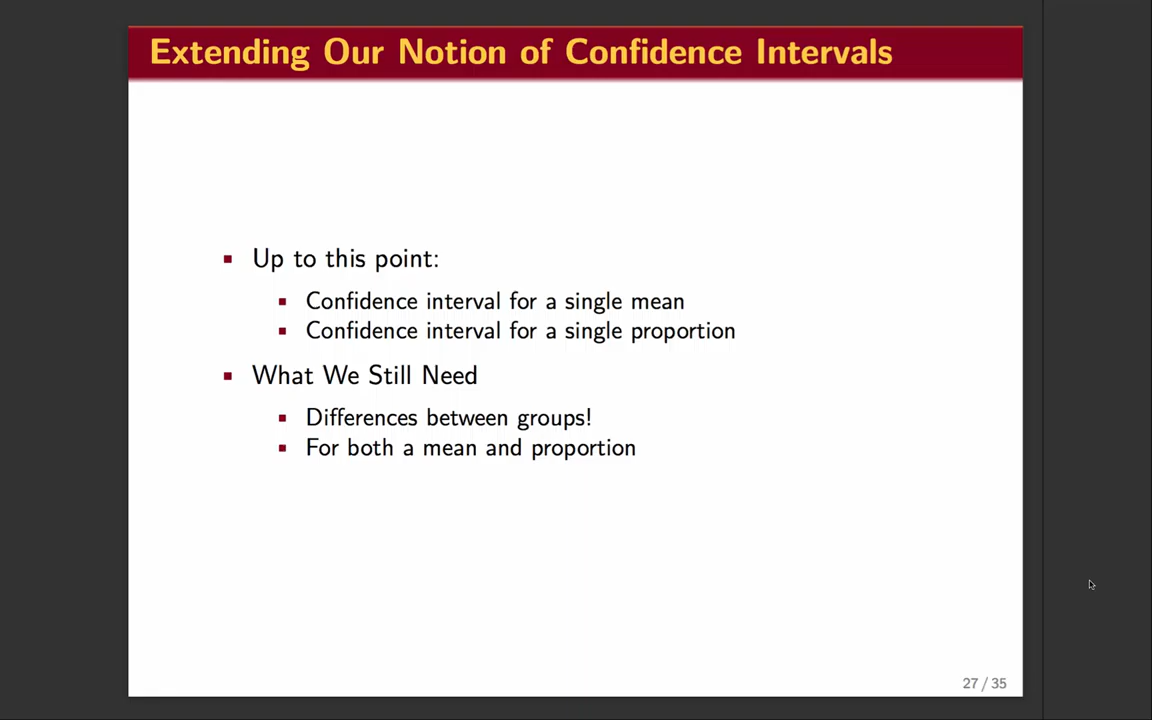 Extending Our Notion of Confidence Intervals
Up to this point:
Confidence interval for a single mean
Confidence interval for a single proportion
What We Still Need
Differences between groups!
For both a mean and proportion
27 / 35